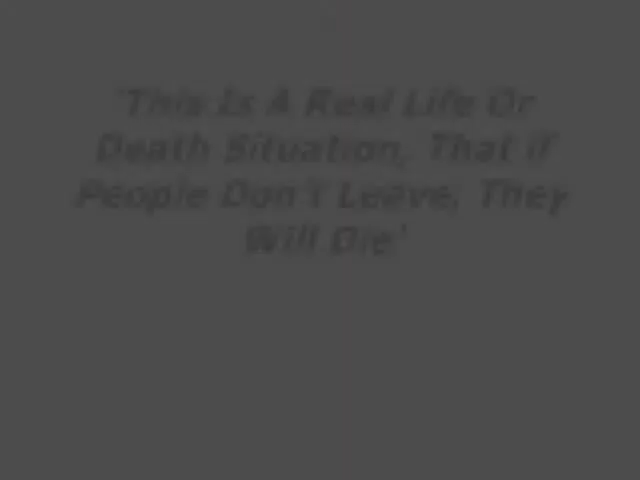 'This Is A Real Life Or
Death Situation, That if
People Don't Leave, They
Will Die'